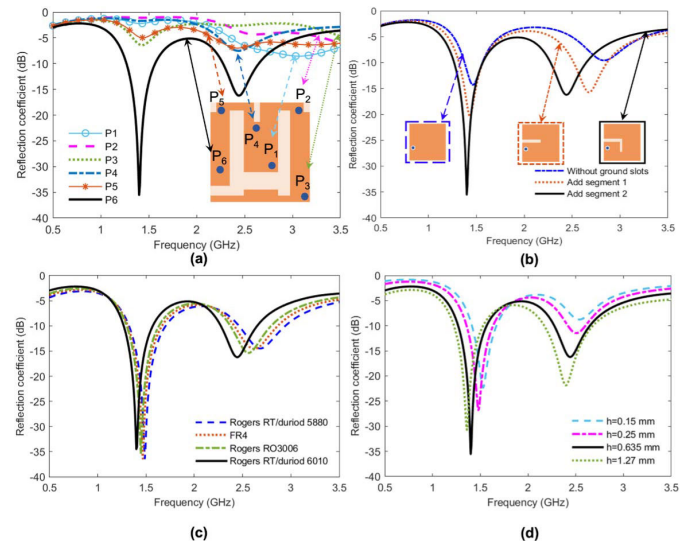 Reflection coefficient (dB)
0
-5
-10
-15
-20
-25
-30
-35
-40
P1
P2
P3
P4
P5
P6
P5
P2
P4
P1
P6
P3
0.5 1 1.5 2 2.5 3 3.5
Frequency (GHz)
(a)
Reflection coefficient (dB)
0
-5
-10
-15
-20
-25
-30
-35
-40
Without ground slots
Add segment 1
Add segment 2
0.5 1 1.5 2 2.5 3 3.5
Frequency (GHz)
(b)
Reflection coefficient (dB)
0
-5
-10
-15
-20
-25
-30
-35
-40
Rogers RT/duriod 5880
FR4
Rogers RO3006
Rogers RT/duriod 6010
0.5 1 1.5 2 2.5 3 3.5
Frequency (GHz)
(c)
Reflection coefficient (dB)
0
-5
-10
-15
-20
-25
-30
-35
-40
h=0.15 mm
h=0.25 mm
h=0.635 mm
h=1.27 mm
0.5 1 1.5 2 2.5 3 3.5
Frequency (GHz)
(d)